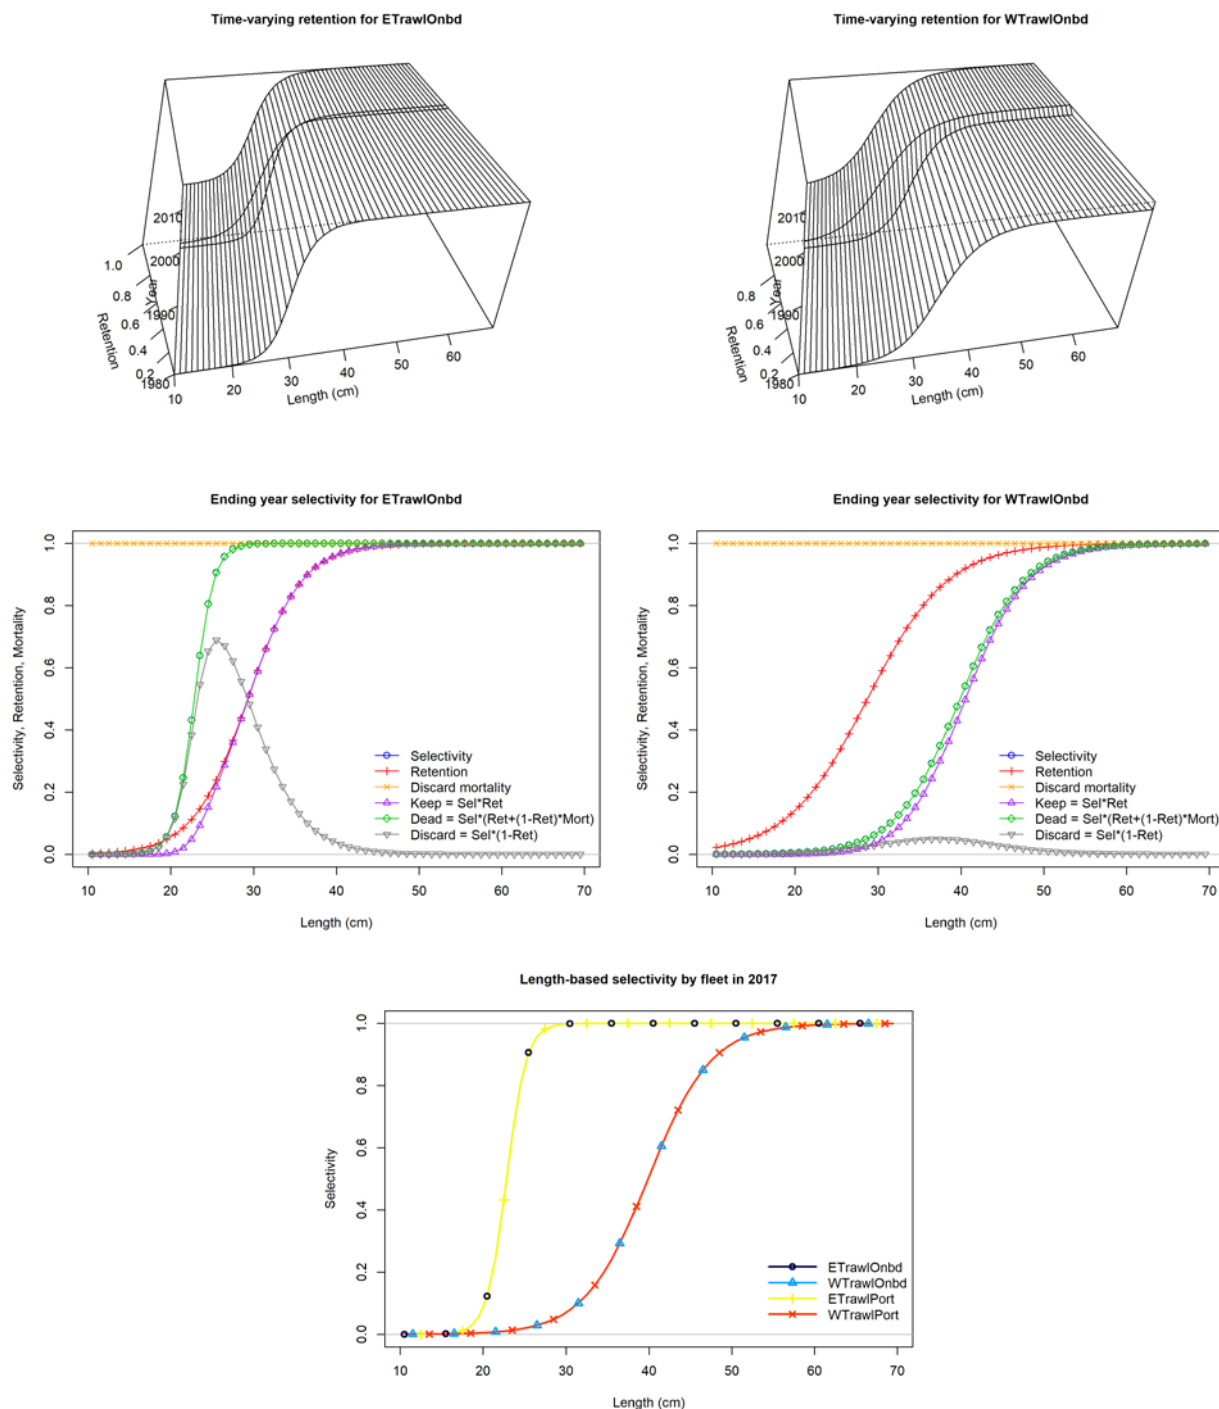 Time-varying retention for ETrawlOnbd
Time-varying retention for WTrawlOnbd
2010
2000
1990
1980
Year
1.0
0.8
0.6
0.4
0.2
Retention
10
20
30
40
50
60
Length (cm)
2010
2000
1990
1980
Year
0.8
0.6
0.4
0.2
Retention
10
20
30
40
50
60
Length (cm)
Ending year selectivity for ETrawlOnbd
Selectivity, Retention, Mortality
1.0
0.8
0.6
0.4
0.2
0.0
Selectivity
Retention
Discard mortality
Keep = Sel*Ret
Dead = Sel*(Ret+(1-Ret)*Mort)
Discard = Sel*(1-Ret)
10 20 30 40 50 60 70
Length (cm)
Ending year selectivity for WTrawlOnbd
Selectivity, Retention, Mortality
1.0
0.8
0.6
0.4
0.2
0.0
Selectivity
Retention
Discard mortality
Keep = Sel*Ret
Dead = Sel*(Ret+(1-Ret)*Mort)
Discard = Sel*(1-Ret)
10 20 30 40 50 60 70
Length (cm)
Length-based selectivity by fleet in 2017
Selectivity
1.0
0.8
0.6
0.4
0.2
0.0
ETrawlOnbd
WTrawlOnbd
ETrawlPort
WTrawlPort
10 20 30 40 50 60 70
Length (cm)